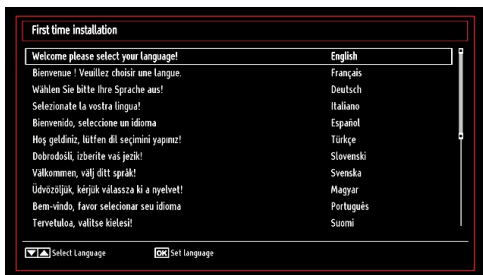 First time installation
Welcome please select your language! English
Bienvenue ! Veuillez choisir une langue. Français
Wählen Sie bitte Ihre Sprache aus! Deutsch
Selezionate la vostra lingua! Italiano
Bienvenido, seleccione un idioma Español
Hoş geldiniz, lütfen dil seçimini yapınız! Türkçe
Dobrodošli, izberite vaš jezik! Slovenski
Välkommen, välj ditt språk! Svenska
Üdvözöljük, kérjük válassza ki a nyelvet! Magyar
Bem-vindo, favor selecionar seu idioma Português
Tervetuloa, valitse kielesi! Suomi
Select Language OK Set language